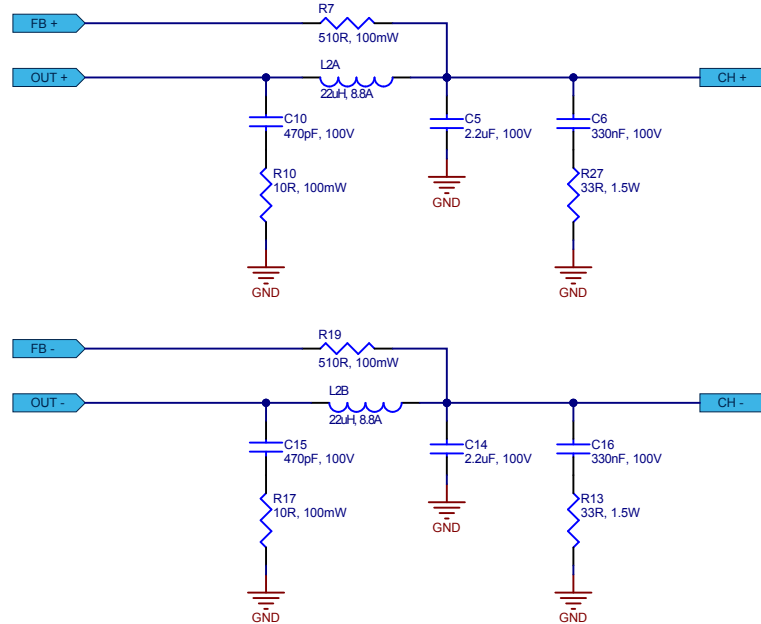 FB +
R7
510R, 100mW
OUT +
L2A
22uH, 8.8A
CH +
C10
470pF, 100V
C5
2.2uF, 100V
C6
330nF, 100V
R10
10R, 100mW
R27
33R, 1.5W
GND
GND
GND
FB -
R19
510R, 100mW
OUT -
L2B
22uH, 8.8A
CH -
C15
470pF, 100V
C14
2.2uF, 100V
C16
330nF, 100V
R17
10R, 100mW
R13
33R, 1.5W
GND
GND
GND